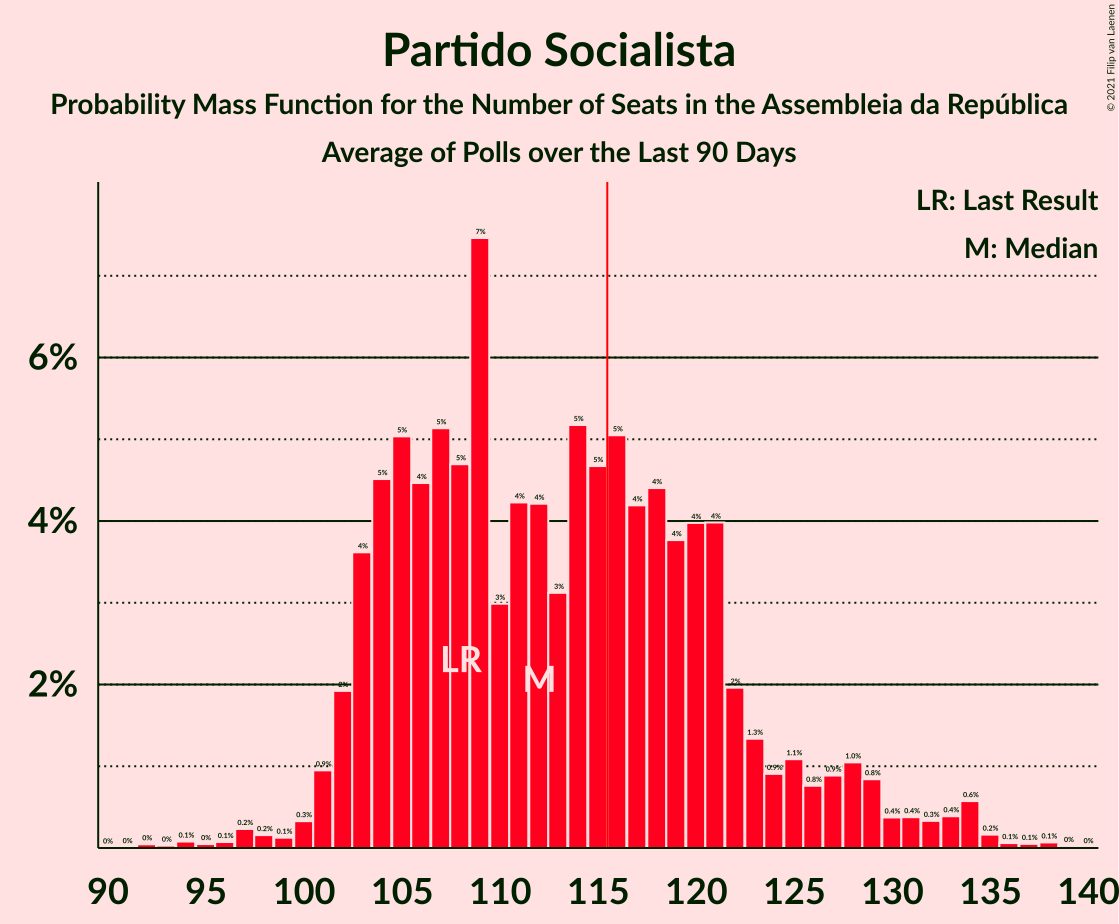 Partido Socialista
Probability Mass Function for the Number of Seats in the Assembleia da República
Average of Polls over the Last 90 Days
© 2021 Filip van Laenen
LR: Last Result
M: Median
6%
4%
2%
0% 0% 0% 0% 0.1% 0% 0.1% 0.2% 0.2% 0.1% 0.3% 0.9% 2% 4% 5% 5% 4% 5% 5% 7% 3% 4% 4% 3% 5% 5% 5% 4% 4% 4% 4% 4% 2% 1.3% 0.9% 1.1% 0.8% 0.9% 1.0% 0.8% 0.4% 0.4% 0.3% 0.4% 0.6% 0.2% 0.1% 0.1% 0.1% 0% 0%
LR
M
90 95 100 105 110 115 120 125 130 135 140